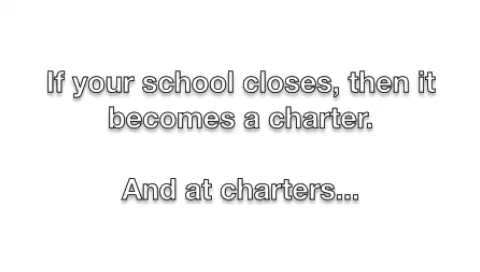 If your school closes, then it
becomes a charter.
And at charters...